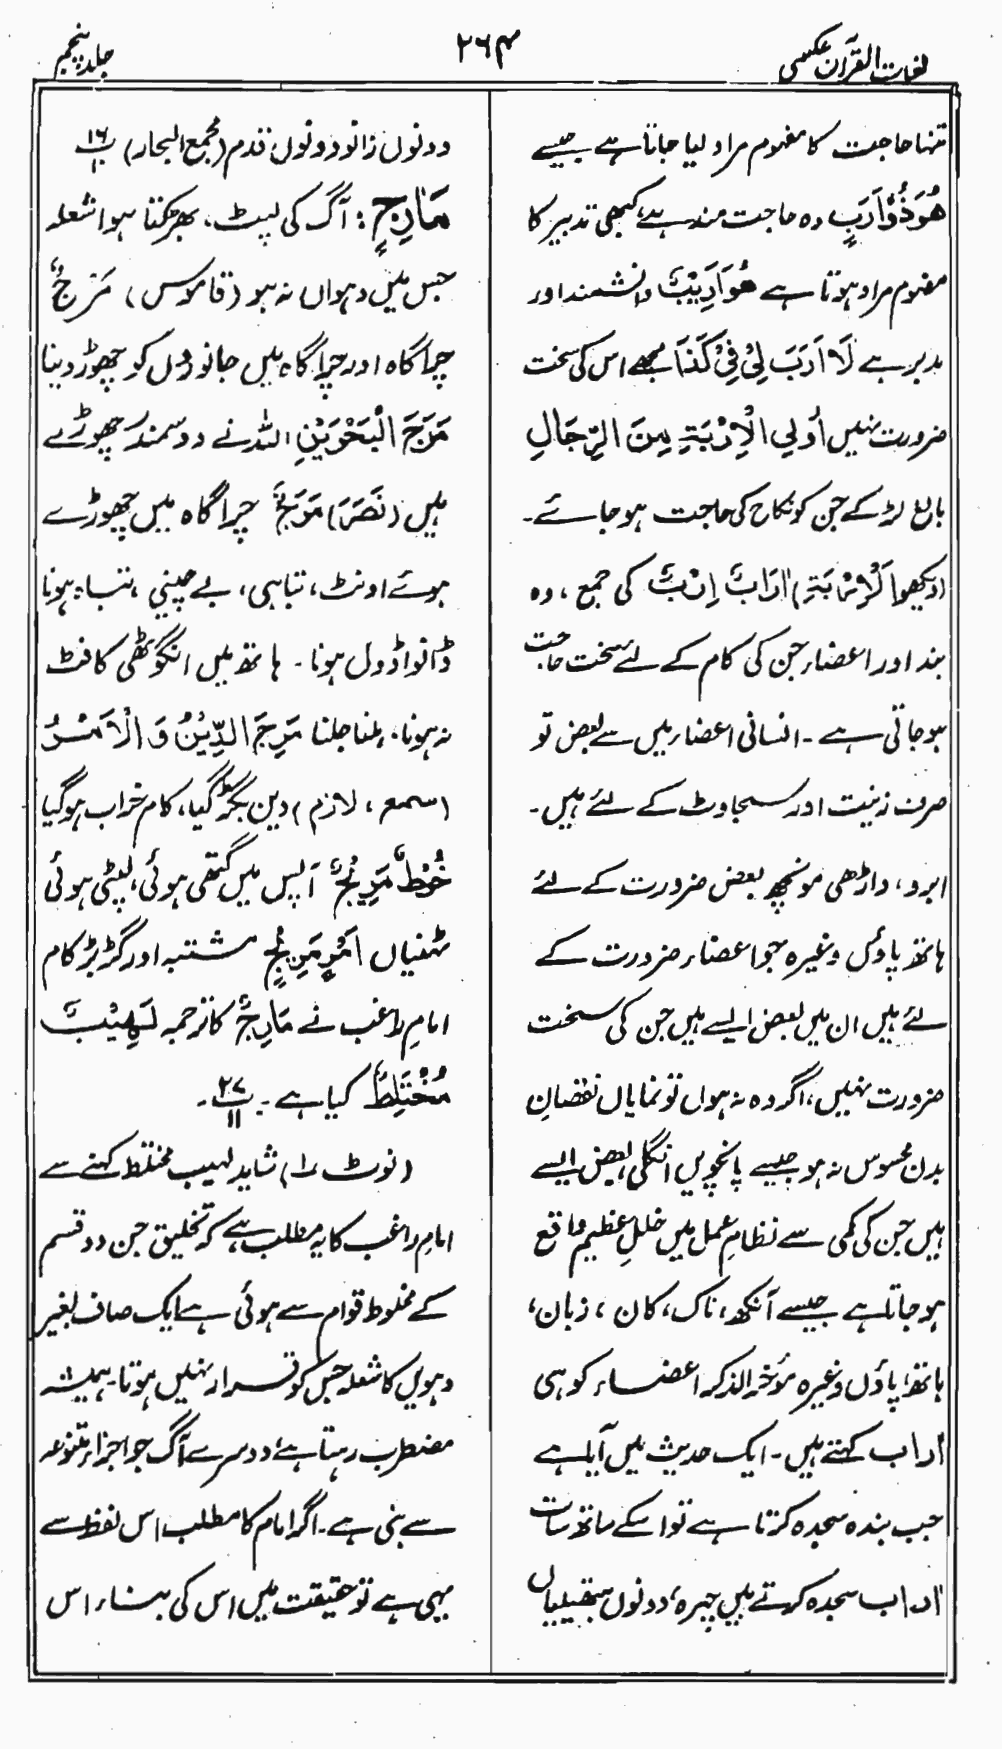 لغات القرآن عکسی
۲۶۴
جلد پنجم
تنہا حاجت کا مفہوم مراد لیا جاتا ہے جیسے
ھُوَ ذُوْاَرَبٍ وہ حاجت مند ہے، کبھی تدبیر کا
مفہوم مراد ہوتا ہے ھُوَ اَرِیْبٌ دانشمند اور
مدبر ہے لَا اَرَبَ لِیْ فِیْ کَذَا مجھے اس کی سخت
ضرورت نہیں اُولِی الْاِرْبَۃِ مِنَ الرِّجَالِ
بالغ لڑکے جن کو نکاح کی حاجت ہو جائے۔
(دیکھو اَلْاِرْبَۃِ) اٰرَابٌ اِرْبٌ کی جمع، وہ
بند اور اعضاء جن کی کام کے لئے سخت حاجت
ہو جاتی ہے۔ انسانی اعضاء میں سے بعض تو
صرف زینت اور سجاوٹ کے لئے ہیں۔
ابرو، داڑھی مونچھ بعض ضرورت کے لئے
ہاتھ پاؤں وغیرہ جو اعضاء ضرورت کے
لئے ہیں ان میں بعض ایسے ہیں جن کی سخت
ضرورت نہیں، اگر وہ نہ ہوں تو نمایاں نقصانِ
بدن محسوس نہ ہو جیسے پانچویں انگلی بعض ایسے
ہیں جن کی کمی سے نظامِ عمل میں خللِ عظیم واقع
ہو جاتا ہے جیسے آنکھ، ناک، کان، زبان،
ہاتھ، پاؤں وغیرہ مؤخر الذکر اعضاء کو ہی
اٰراب کہتے ہیں۔ ایک حدیث میں آیا ہے
جب بندہ سجدہ کرتا ہے تو اسکے ساتھ سات
اٰراب سجدہ کرتے ہیں چہرہ، دونوں ہتھیلیاں
دونوں زانو دونوں قدم (مجمع البحار) پ ۱۶
مَارِجٍ: آگ کی لپٹ، بھڑکتا ہوا شعلہ
جس میں دھواں نہ ہو (قاموس) مَرْجٌ
چراگاہ اور چراگاہ میں جانوروں کو چھوڑ دینا
مَرَجَ الْبَحْرَیْنِ اللہ نے دو سمندر چھوڑے
ہیں (نَصَرَ) مَرَجٌ چراگاہ میں چھوڑے
ہوئے اونٹ، تباہی، بے چینی، تباہ ہونا
ڈانواڈول ہونا۔ ہاتھ میں انگوٹھی کا فٹ
نہ ہونا، ہلنا جلنا مَرِجَ الدِّیْنُ وَ الْاَمْرُ
(سمع، لازم) دین بگڑ گیا، کام خراب ہو گیا
خُوْطٌ مَرِیْجٌ آپس میں گتھی ہوئی، لپٹی ہوئی
ٹہنیاں اَمْرٍ مَرِیْجٍ مشتبہ اور گڑبڑ کام
امامِ راغب نے مَارِجٌ کا ترجمہ لَھِیْبٌ
مُخْتَلِطٌ کیا ہے۔ پ ۲۷ ۱۱۔
(نوٹ ۱) شاید لہیب مختلط کہنے سے
امام راغب کا یہ مطلب ہے کہ تخلیق جن دو قسم
کے مخلوط قوام سے ہوئی ہے ایک صاف بغیر
دھویں کا شعلہ جس کو قرار نہیں ہوتا۔ ہمیشہ
مضطرب رہتا ہے، دوسرے آگ جو اجزاءِ متنوعہ
سے بنی ہے۔ اگر امام کا مطلب اس لفظ سے
یہی ہے تو حقیقت میں اس کی بناء اس